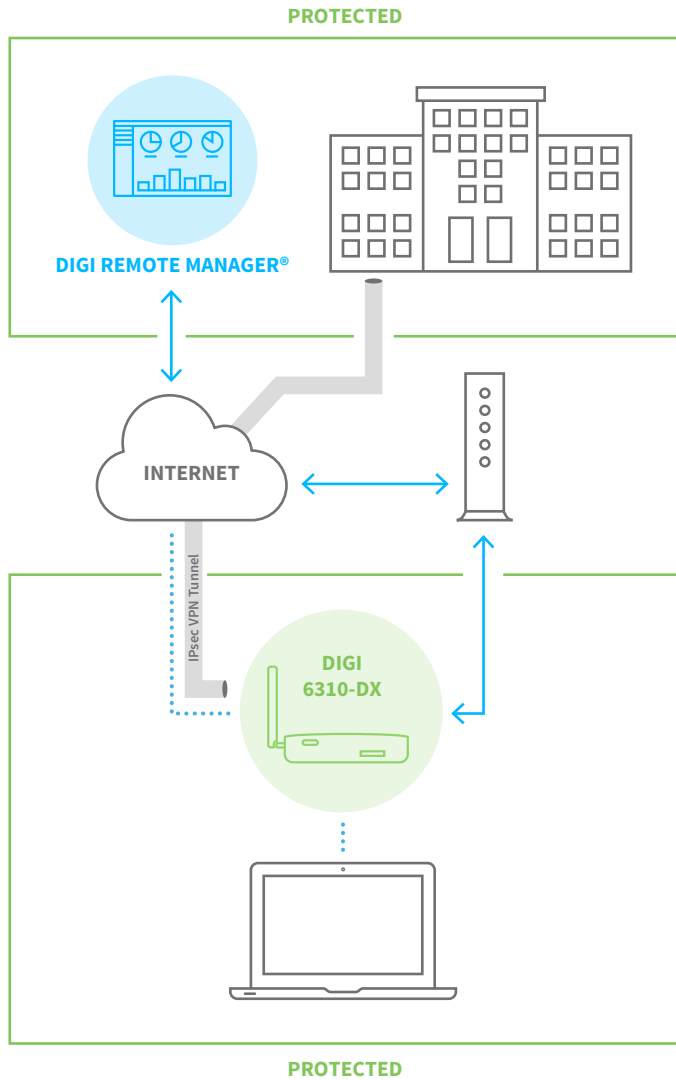 PROTECTED
DIGI REMOTE MANAGER®
INTERNET
IPsec VPN Tunnel
DIGI
6310-DX
PROTECTED